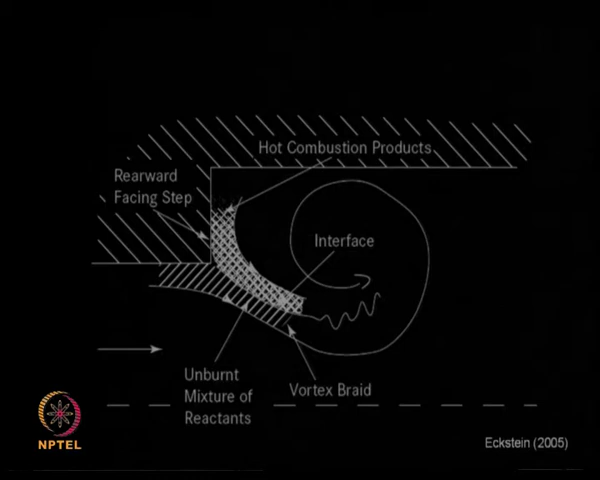 Hot Combustion Products
Rearward
Facing Step
Interface
Unburnt
Mixture of
Reactants
Vortex Braid
NPTEL
Eckstein (2005)